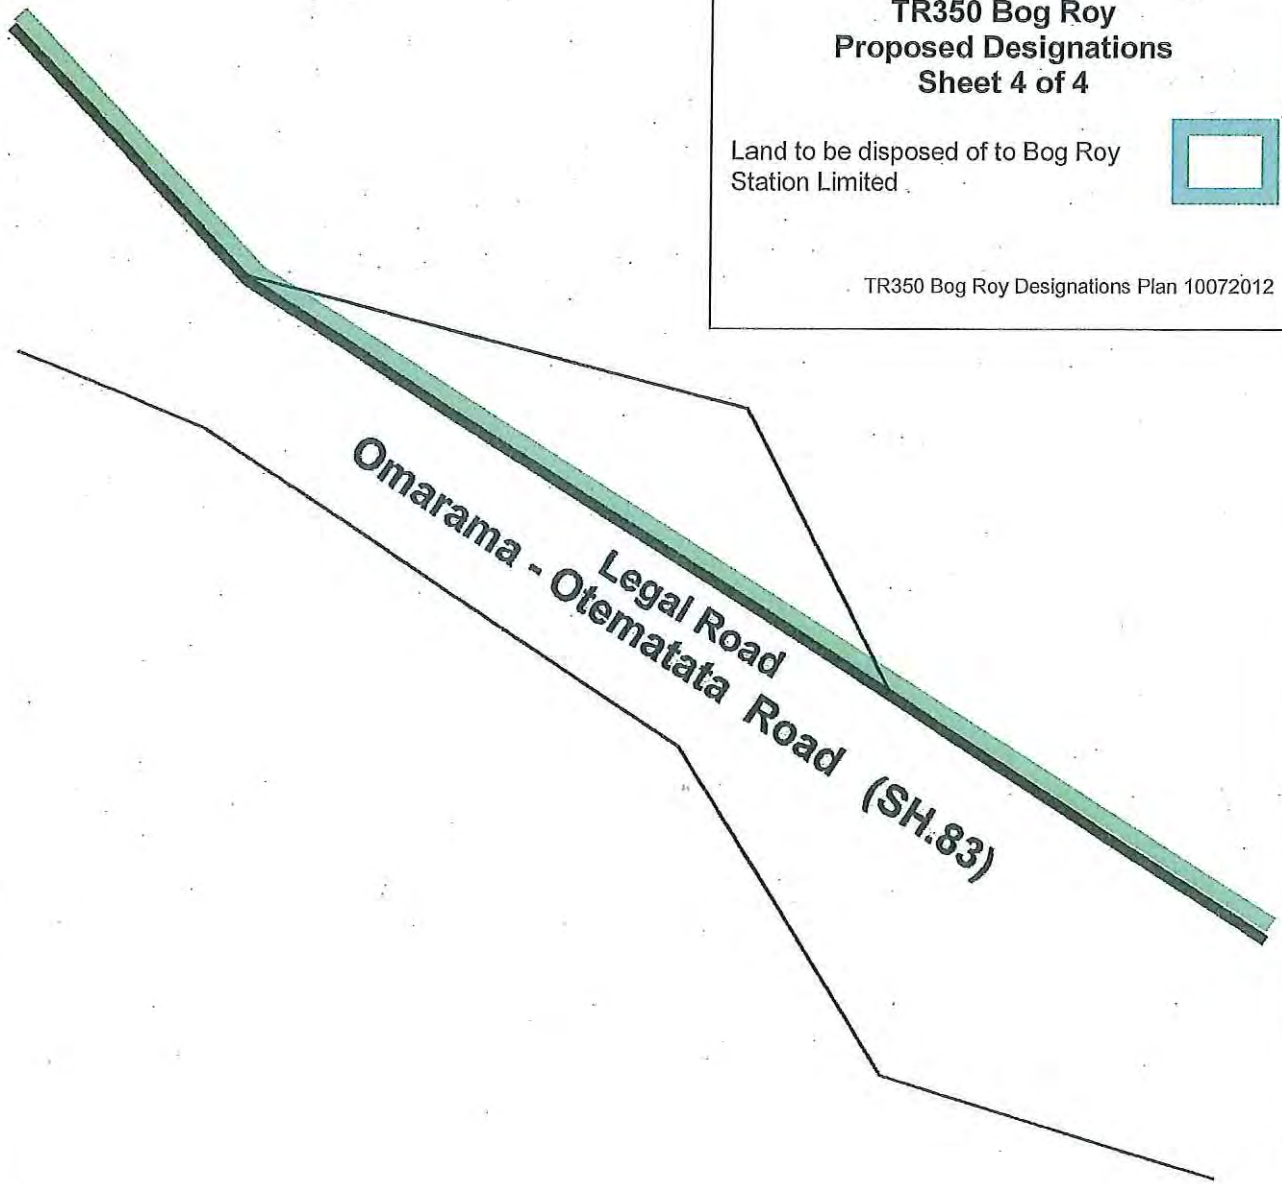 TR350 Bog Roy
Proposed Designations
Sheet 4 of 4
Land to be disposed of to Bog Roy
Station Limited
TR350 Bog Roy Designations Plan 10072012
Legal Road
Omarama - Otematata Road (SH.83)